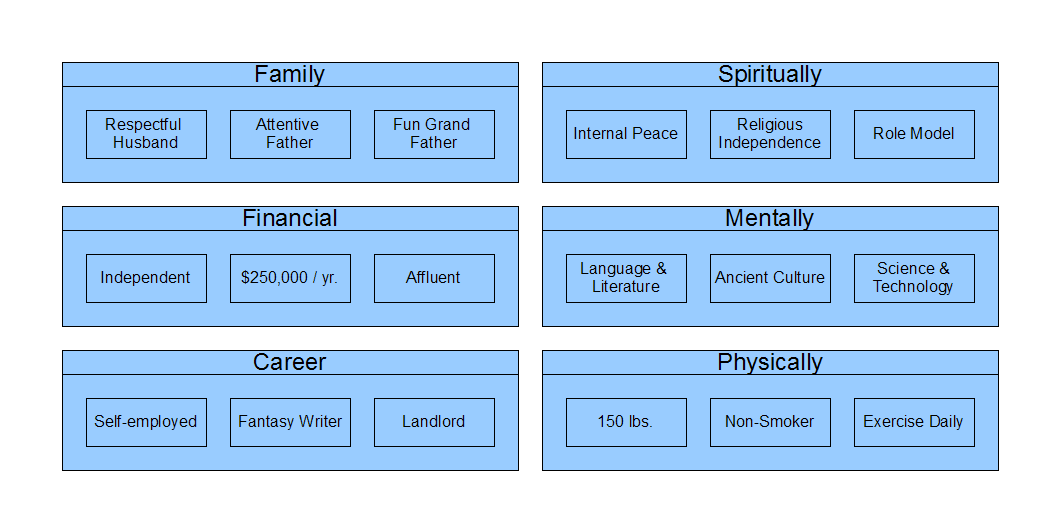 Family
Respectful
Husband
Attentive
Father
Fun Grand
Father
Spiritually
Internal Peace
Religious
Independence
Role Model
Financial
Independent
$250,000 / yr.
Affluent
Mentally
Language &
Literature
Ancient Culture
Science &
Technology
Career
Self-employed
Fantasy Writer
Landlord
Physically
150 lbs.
Non-Smoker
Exercise Daily